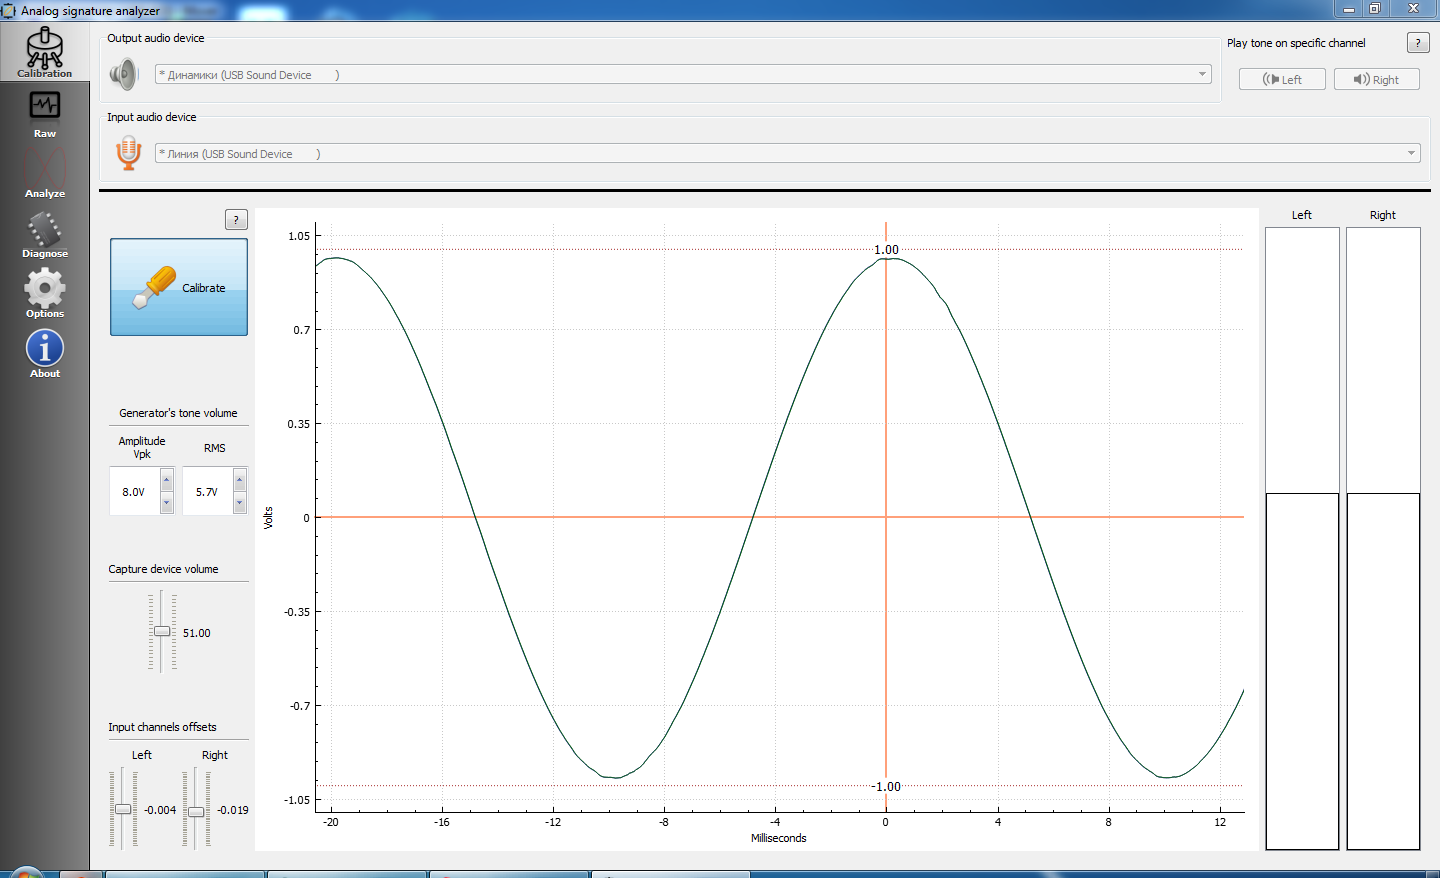 Analog signature analyzer
Calibration
Raw
Analyze
Diagnose
Options
About
Output audio device
* Динамики (USB Sound Device        )
Play tone on specific channel
?
Left
Right
Input audio device
* Линия (USB Sound Device        )
?
Calibrate
Generator's tone volume
Amplitude
Vpk
RMS
8.0V
5.7V
Capture device volume
51.00
Input channels offsets
Left
Right
-0.004
-0.019
Volts
1.05
0.7
0.35
0
-0.35
-0.7
-1.05
1.00
-1.00
-20
-16
-12
-8
-4
0
4
8
12
Milliseconds
Left
Right